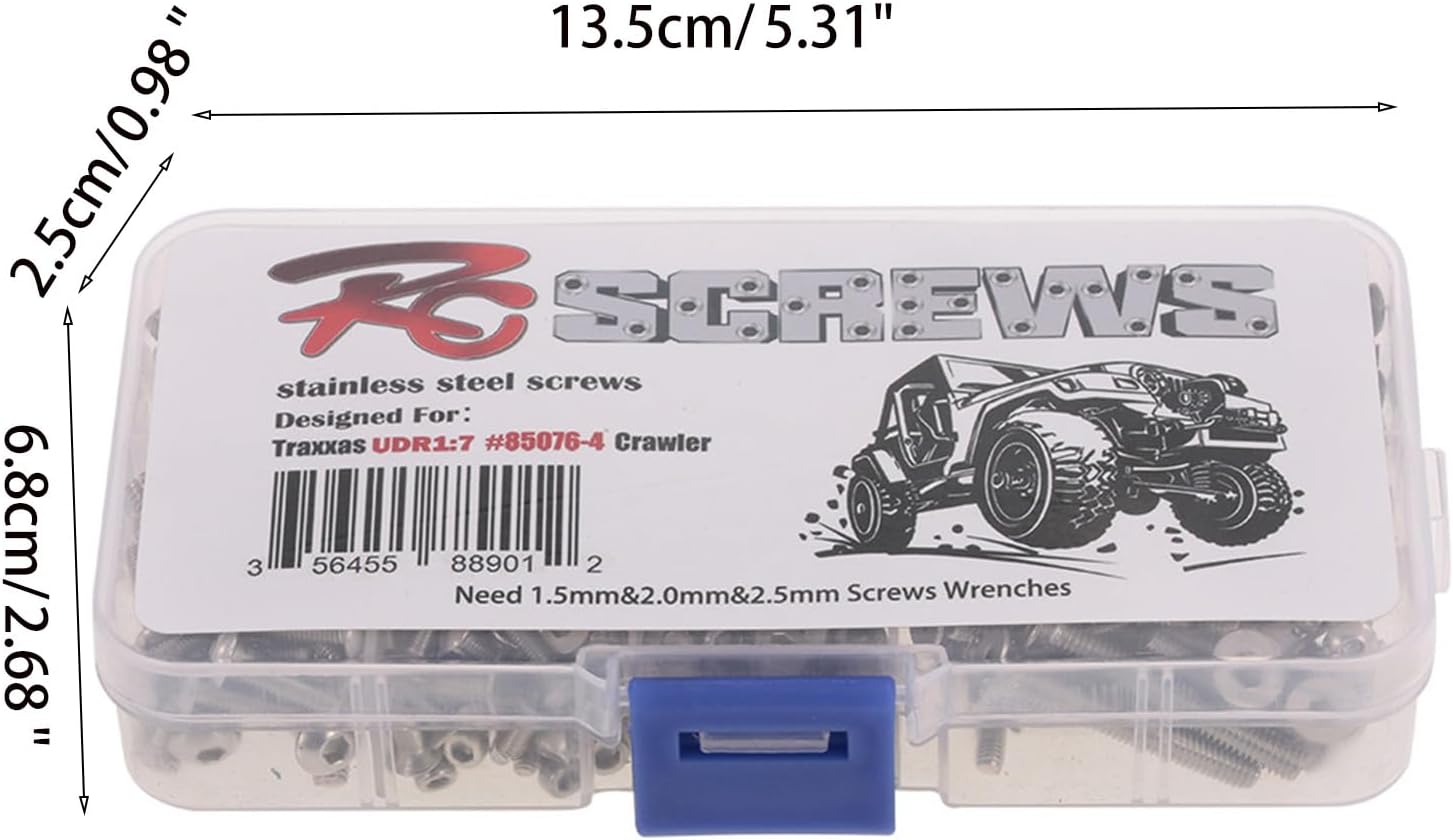 13.5cm/5.31"
2.5cm/0.98 "
6.8cm/2.68 "
RC SCREWS
stainless steel screws
Designed For:
Traxxas UDR1:7 #85076-4 Crawler
3 56455 88901 2
Need 1.5mm&2.0mm&2.5mm Screws Wrenches